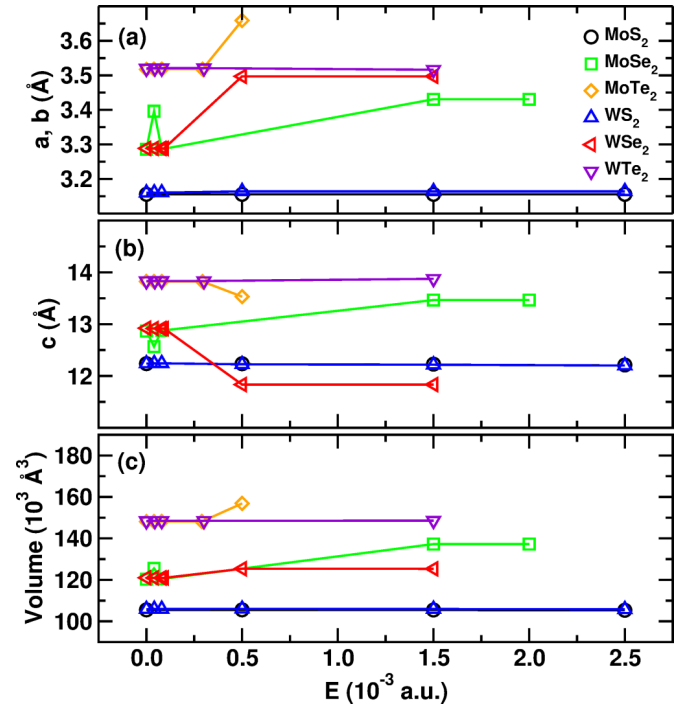 (a)
a, b (Å)
3.6
3.5
3.4
3.3
3.2
MoS₂
MoSe₂
MoTe₂
WS₂
WSe₂
WTe₂
(b)
c (Å)
14
13
12
(c)
Volume (10³ Å³)
180
160
140
120
100
0.0 0.5 1.0 1.5 2.0 2.5
E (10⁻³ a.u.)